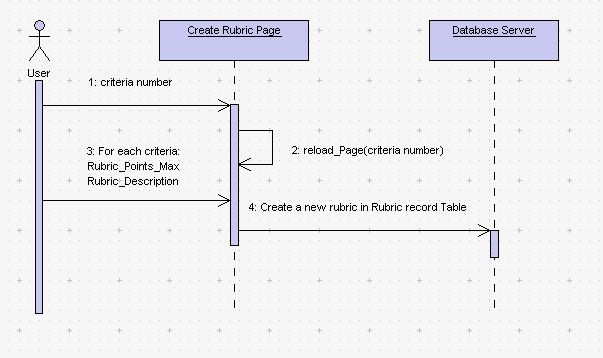 Create Rubric Page
Database Server
User
1: criteria number
2: reload_Page(criteria number)
3: For each criteria:
Rubric_Points_Max
Rubric_Description
4: Create a new rubric in Rubric record Table